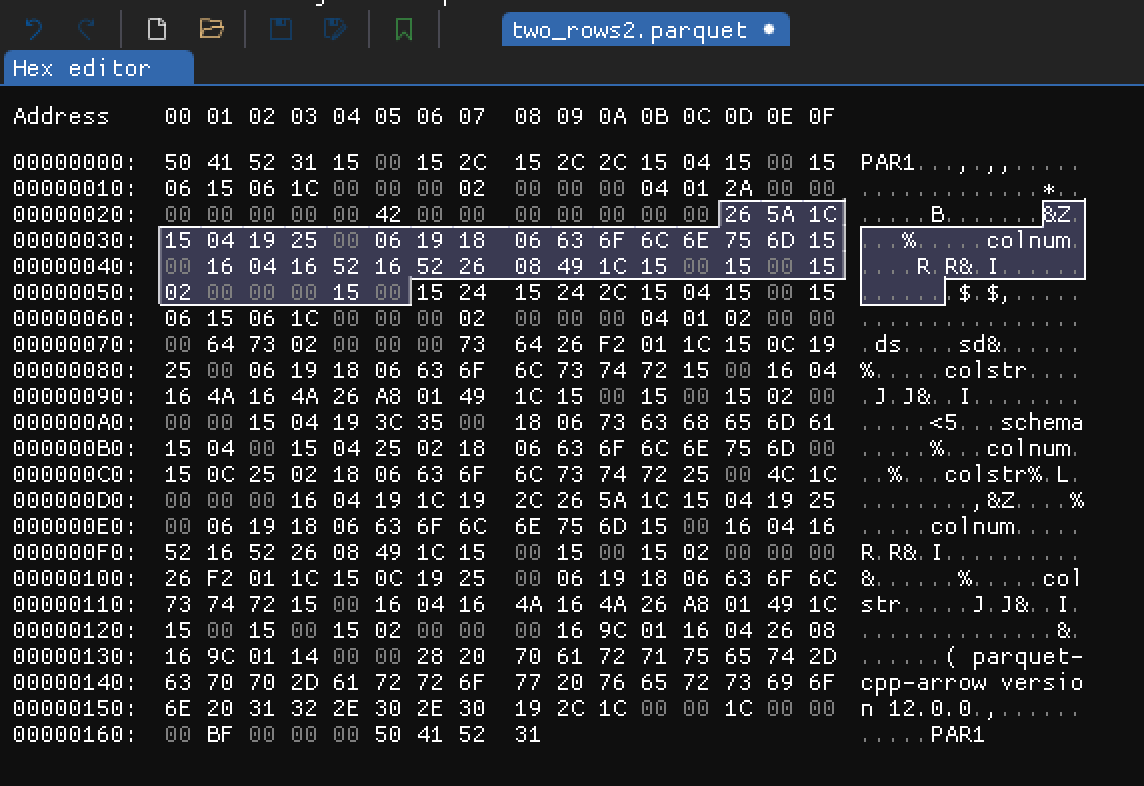 two_rows2.parquet
Hex editor
Address 00 01 02 03 04 05 06 07 08 09 0A 0B 0C 0D 0E 0F
00000000: 50 41 52 31 15 00 15 2C 15 2C 2C 15 04 15 00 15 PAR1...,.,,.....
00000010: 06 15 06 1C 00 00 00 02 00 00 00 04 01 2A 00 00 .............*..
00000020: 00 00 00 00 00 42 00 00 00 00 00 00 00 26 5A 1C .....B.......&Z.
00000030: 15 04 19 25 00 06 19 18 06 63 6F 6C 6E 75 6D 15 ...%.....colnum.
00000040: 00 16 04 16 52 16 52 26 08 49 1C 15 00 15 00 15 ....R.R&.I......
00000050: 02 00 00 00 15 00 15 24 15 24 2C 15 04 15 00 15 .......$.$,.....
00000060: 06 15 06 1C 00 00 00 02 00 00 00 04 01 02 00 00 ................
00000070: 00 64 73 02 00 00 00 73 64 26 F2 01 1C 15 0C 19 .ds....sd&......
00000080: 25 00 06 19 18 06 63 6F 6C 73 74 72 15 00 16 04 %.....colstr....
00000090: 16 4A 16 4A 26 A8 01 49 1C 15 00 15 00 15 02 00 .J.J&..I........
000000A0: 00 00 15 04 19 3C 35 00 18 06 73 63 68 65 6D 61 .....<5...schema
000000B0: 15 04 00 15 04 25 02 18 06 63 6F 6C 6E 75 6D 00 .....%...colnum.
000000C0: 15 0C 25 02 18 06 63 6F 6C 73 74 72 25 00 4C 1C ..%...colstr%.L.
000000D0: 00 00 00 16 04 19 1C 19 2C 26 5A 1C 15 04 19 25 ........,&Z....%
000000E0: 00 06 19 18 06 63 6F 6C 6E 75 6D 15 00 16 04 16 .....colnum.....
000000F0: 52 16 52 26 08 49 1C 15 00 15 00 15 02 00 00 00 R.R&.I..........
00000100: 26 F2 01 1C 15 0C 19 25 00 06 19 18 06 63 6F 6C &......%.....col
00000110: 73 74 72 15 00 16 04 16 4A 16 4A 26 A8 01 49 1C str.....J.J&..I.
00000120: 15 00 15 00 15 02 00 00 00 00 16 9C 01 16 04 26 08 ..............&.
00000130: 16 9C 01 14 00 00 28 20 70 61 72 71 75 65 74 2D ......( parquet-
00000140: 63 70 70 2D 61 72 72 6F 77 20 76 65 72 73 69 6F cpp-arrow versio
00000150: 6E 20 31 32 2E 30 2E 30 19 2C 1C 00 00 1C 00 00 n 12.0.0.,......
00000160: 00 BF 00 00 00 50 41 52 31 .....PAR1